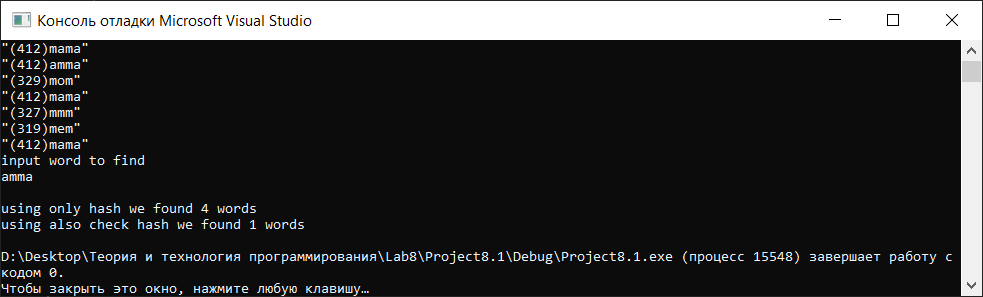 Консоль отладки Microsoft Visual Studio
"(412)mama"
"(412)amma"
"(329)mom"
"(412)mama"
"(327)mmm"
"(319)mem"
"(412)mama"
input word to find
amma
using only hash we found 4 words
using also check hash we found 1 words
D:\Desktop\Теория и технология программирования\Lab8\Project8.1\Debug\Project8.1.exe (процесс 15548) завершает работу с
кодом 0.
Чтобы закрыть это окно, нажмите любую клавишу…